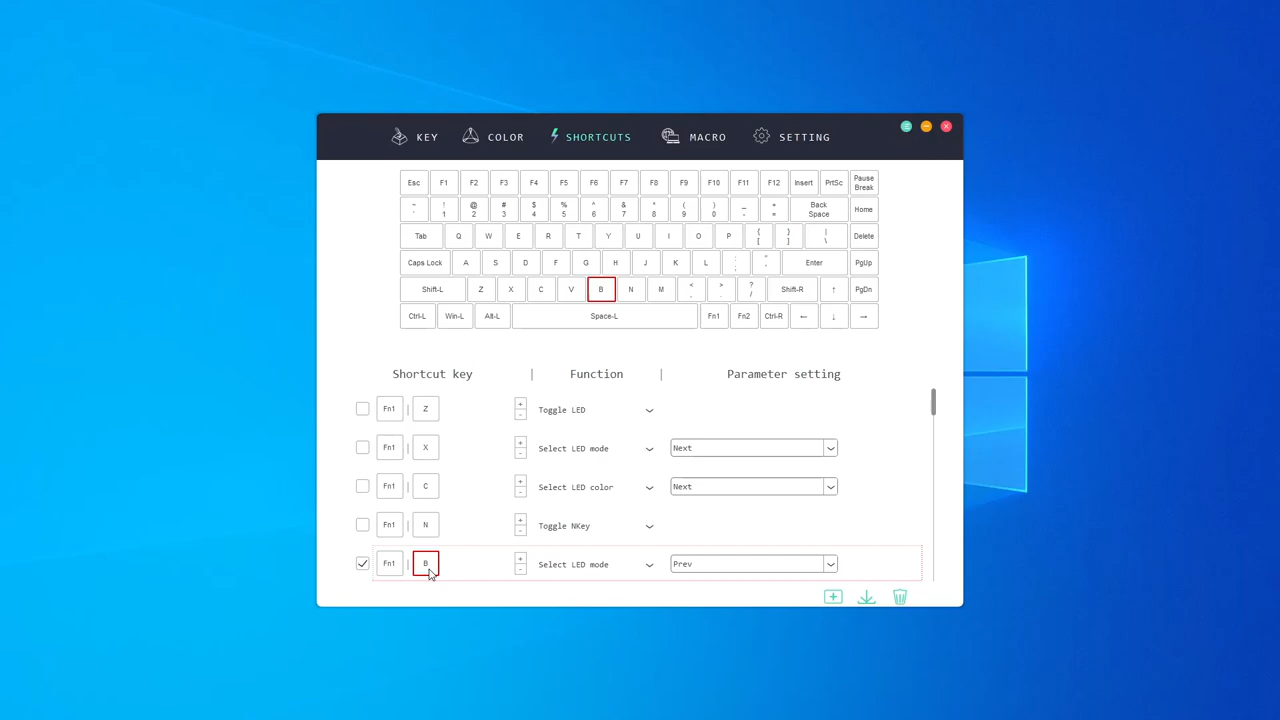 KEY COLOR SHORTCUTS MACRO SETTING
Esc F1 F2 F3 F4 F5 F6 F7 F8 F9 F10 F11 F12 Insert PrtSc Pause Break
~ ` ! 1 @ 2 # 3 $ 4 % 5 ^ 6 & 7 * 8 ( 9 ) 0 _ - + = Back Space Home
Tab Q W E R T Y U I O P { [ } ] | \ Delete
Caps Lock A S D F G H J K L : ; " ' Enter PgUp
Shift-L Z X C V B N M < , > . ? / Shift-R ↑ PgDn
Ctrl-L Win-L Alt-L Space-L Fn1 Fn2 Ctrl-R ← ↓ →
Shortcut key | Function | Parameter setting
Fn1 | Z + - Toggle LED
Fn1 | X + - Select LED mode Next
Fn1 | C + - Select LED color Next
Fn1 | N + - Toggle NKey
Fn1 | B + - Select LED mode Prev